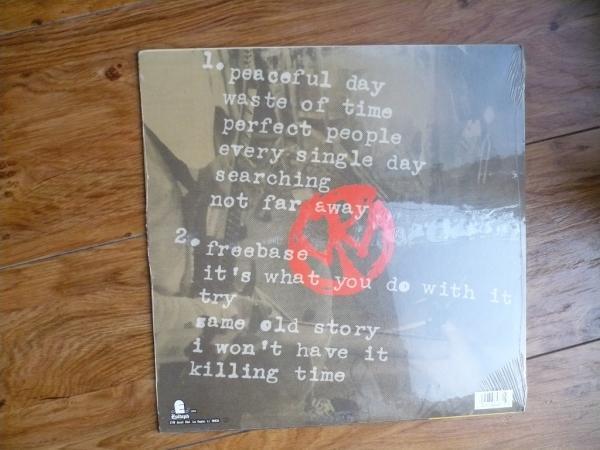 1. peaceful day
waste of time
perfect people
every single day
searching
not far away
2. freebase
it's what you do with it
try
same old story
i won't have it
killing time
Epitaph